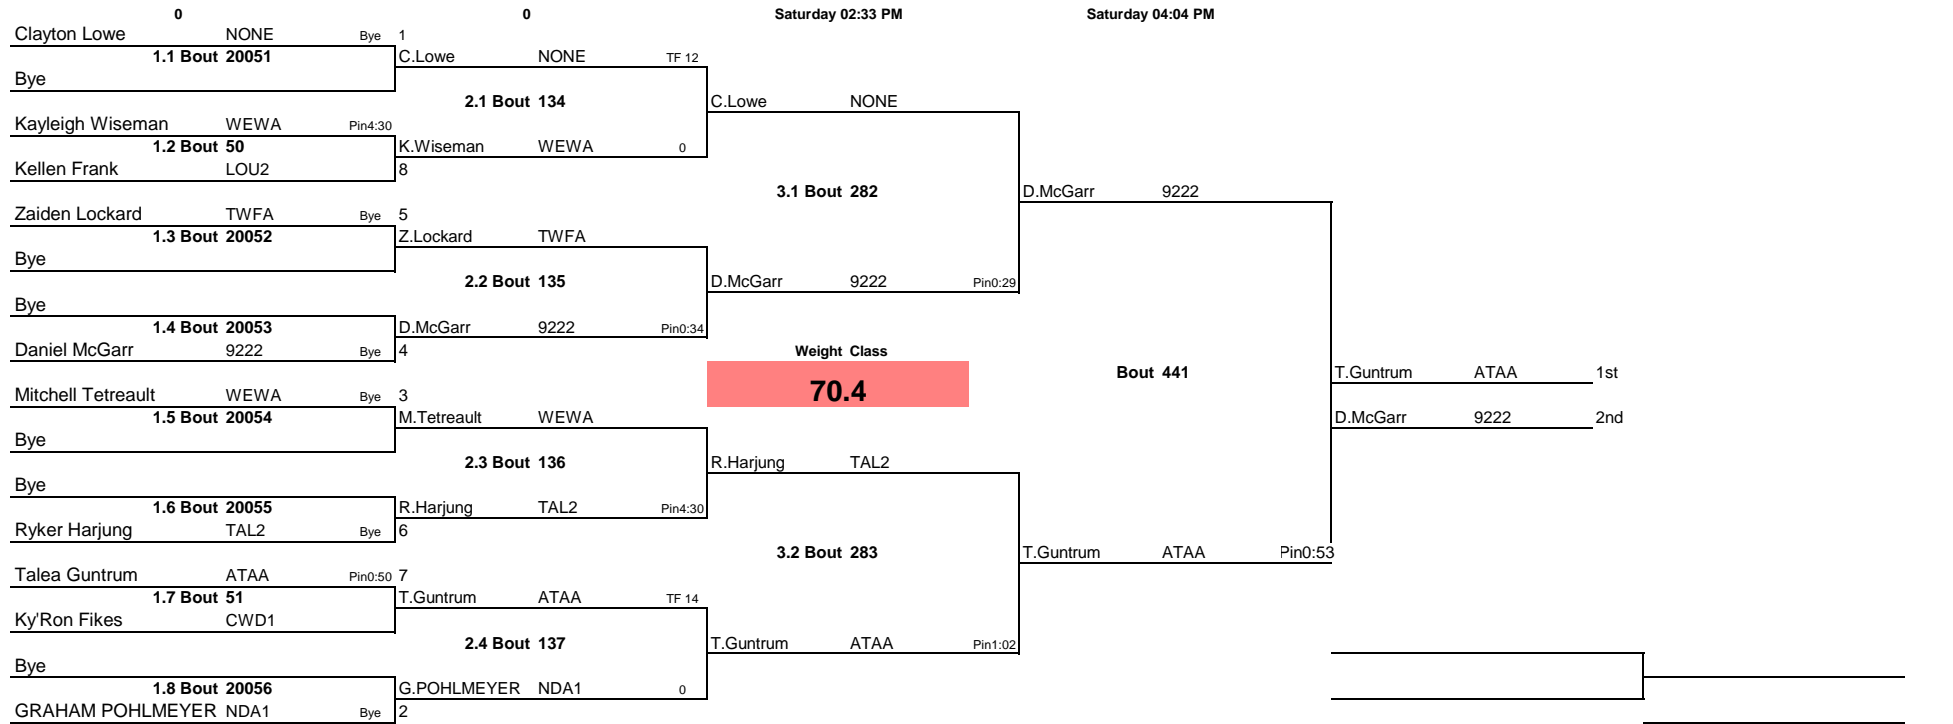 0 0 Saturday 02:33 PM Saturday 04:04 PM
Clayton Lowe NONE Bye 1
1.1 Bout 20051 C.Lowe NONE TF 12
Bye
2.1 Bout 134 C.Lowe NONE
Kayleigh Wiseman WEWA Pin4:30
1.2 Bout 50 K.Wiseman WEWA 0
Kellen Frank LOU2 8
3.1 Bout 282 D.McGarr 9222
Zaiden Lockard TWFA Bye 5
1.3 Bout 20052 Z.Lockard TWFA
Bye
2.2 Bout 135 D.McGarr 9222 Pin0:29
Bye
1.4 Bout 20053 D.McGarr 9222 Pin0:34
Daniel McGarr 9222 Bye 4 Weight Class
Bout 441 T.Guntrum ATAA 1st
Mitchell Tetreault WEWA Bye 3 70.4
1.5 Bout 20054 M.Tetreault WEWA D.McGarr 9222 2nd
Bye
2.3 Bout 136 R.Harjung TAL2
Bye
1.6 Bout 20055 R.Harjung TAL2 Pin4:30
Ryker Harjung TAL2 Bye 6
3.2 Bout 283 T.Guntrum ATAA Pin0:53
Talea Guntrum ATAA Pin0:50 7
1.7 Bout 51 T.Guntrum ATAA TF 14
Ky'Ron Fikes CWD1
2.4 Bout 137 T.Guntrum ATAA Pin1:02
Bye
1.8 Bout 20056 G.POHLMEYER NDA1 0
GRAHAM POHLMEYER NDA1 Bye 2